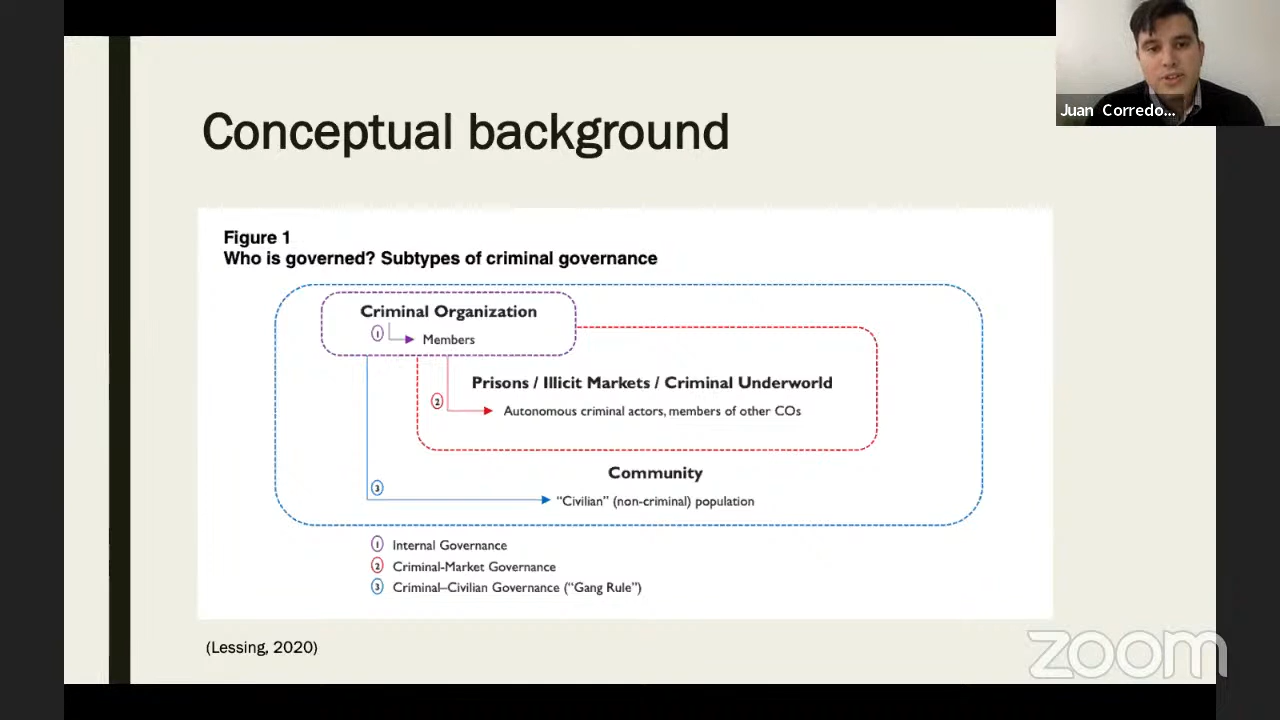 Juan Corredo...
Conceptual background
Figure 1
Who is governed? Subtypes of criminal governance
Criminal Organization
1
Members
Prisons / Illicit Markets / Criminal Underworld
2
Autonomous criminal actors, members of other COs
Community
3
"Civilian" (non-criminal) population
1 Internal Governance
2 Criminal-Market Governance
3 Criminal–Civilian Governance ("Gang Rule")
(Lessing, 2020)
zoom